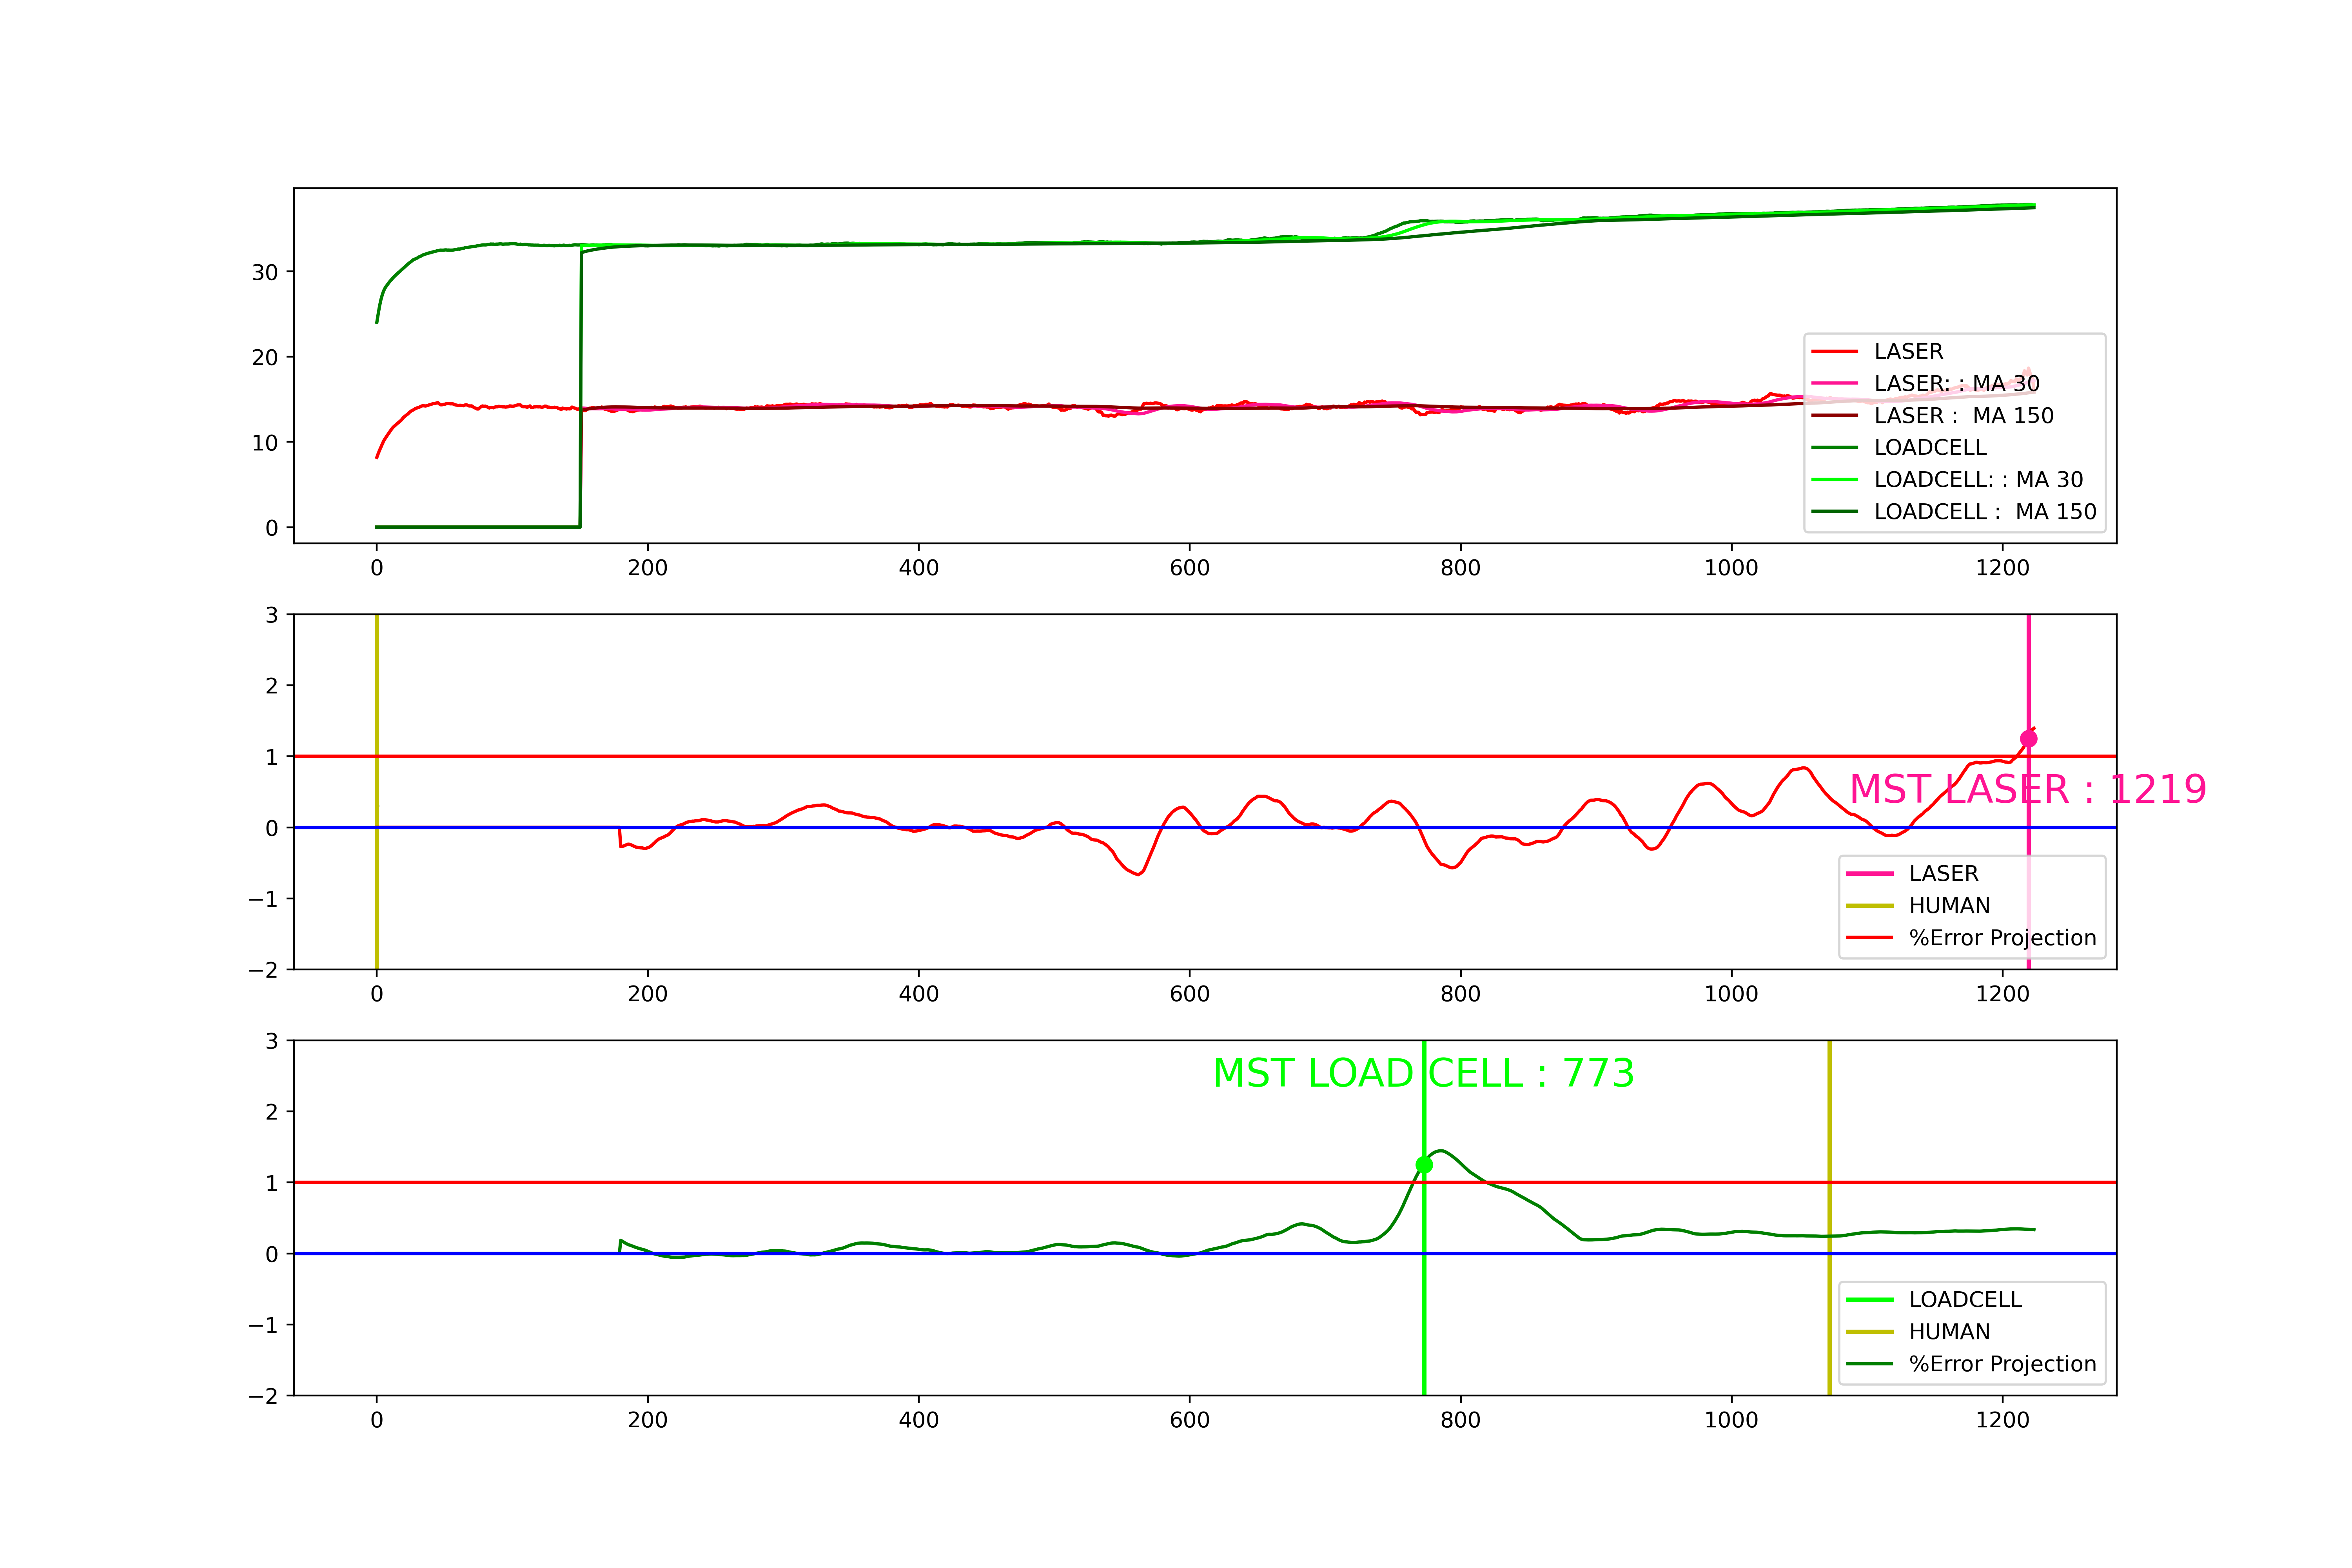 30
20
10
0
LASER
LASER: : MA 30
LASER :  MA 150
LOADCELL
LOADCELL: : MA 30
LOADCELL :  MA 150
0 200 400 600 800 1000 1200
3
2
1
0
−1
−2
MST LASER : 1219
LASER
HUMAN
%Error Projection
0 200 400 600 800 1000 1200
3
2
1
0
−1
−2
MST LOAD CELL : 773
LOADCELL
HUMAN
%Error Projection
0 200 400 600 800 1000 1200